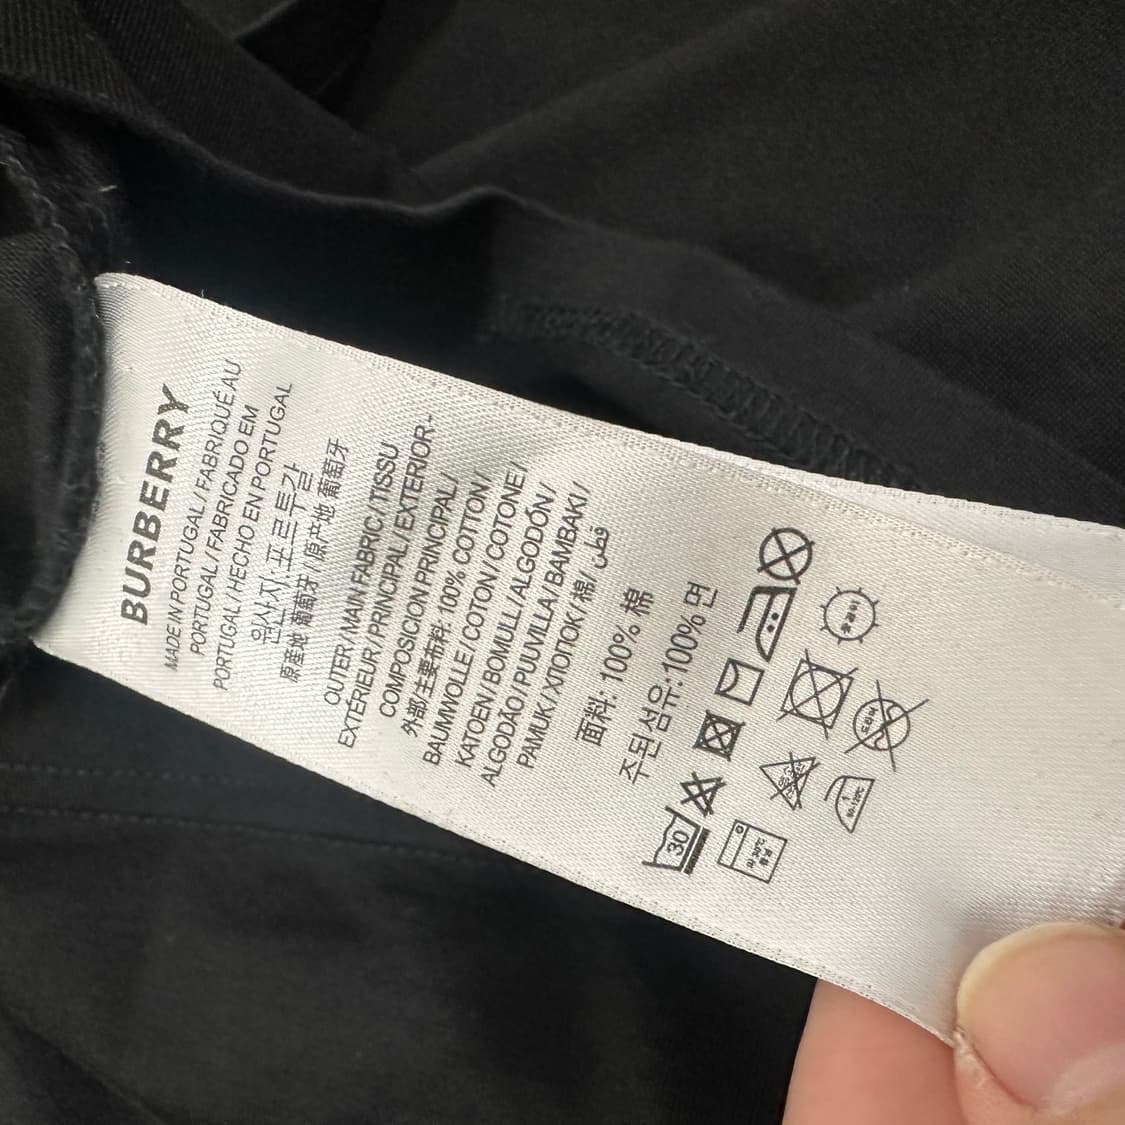 BURBERRY
MADE IN PORTUGAL / FABRIQUÉ AU
PORTUGAL / FABRICADO EM
PORTUGAL / HECHO EN PORTUGAL
원산지: 포르투갈
原産地 葡萄牙 / 原产地 葡萄牙
OUTER / MAIN FABRIC / TISSU
EXTÉRIEUR / PRINCIPAL / EXTERIOR-
COMPOSICION PRINCIPAL /
外部/主要布料: 100% COTTON /
BAUMWOLLE / COTON / COTONE /
KATOEN / BOMULL / ALGODÓN /
ALGODÃO / PUUVILLA / BAMBAKI /
PAMUK / ХЛОПОК / 棉 / قطن
面料: 100% 棉
주된섬유:100% 면
30